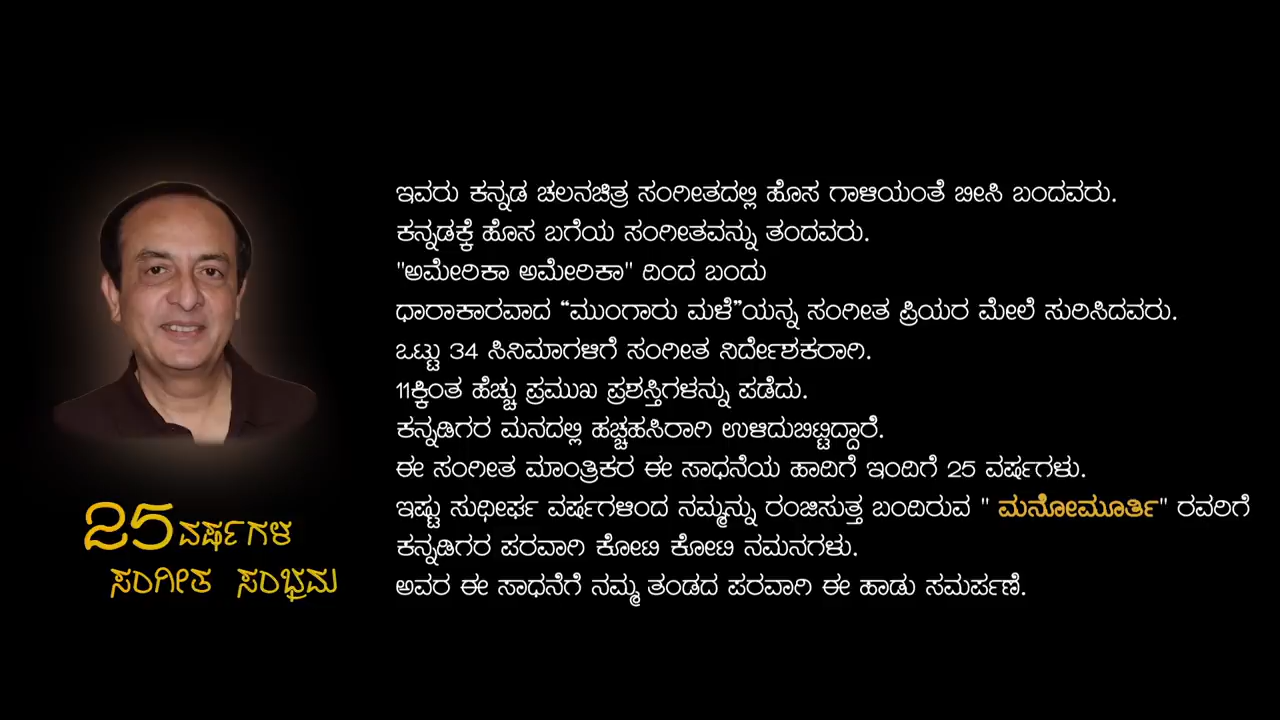 ಇವರು ಕನ್ನಡ ಚಲನಚಿತ್ರ ಸಂಗೀತದಲ್ಲಿ ಹೊಸ ಗಾಳಿಯಂತೆ ಬೀಸಿ ಬಂದವರು.
ಕನ್ನಡಕ್ಕೆ ಹೊಸ ಬಗೆಯ ಸಂಗೀತವನ್ನು ತಂದವರು.
"ಅಮೇರಿಕಾ ಅಮೇರಿಕಾ" ದಿಂದ ಬಂದು
ಧಾರಾಕಾರವಾದ “ಮುಂಗಾರು ಮಳೆ”ಯನ್ನ ಸಂಗೀತ ಪ್ರಿಯರ ಮೇಲೆ ಸುರಿಸಿದವರು.
ಒಟ್ಟು 34 ಸಿನಿಮಾಗಳಿಗೆ ಸಂಗೀತ ನಿರ್ದೇಶಕರಾಗಿ.
11ಕ್ಕಿಂತ ಹೆಚ್ಚು ಪ್ರಮುಖ ಪ್ರಶಸ್ತಿಗಳನ್ನು ಪಡೆದು.
ಕನ್ನಡಿಗರ ಮನದಲ್ಲಿ ಹಚ್ಚಹಸಿರಾಗಿ ಉಳಿದುಬಿಟ್ಟಿದ್ದಾರೆ.
ಈ ಸಂಗೀತ ಮಾಂತ್ರಿಕರ ಈ ಸಾಧನೆಯ ಹಾದಿಗೆ ಇಂದಿಗೆ 25 ವರ್ಷಗಳು.
ಇಷ್ಟು ಸುಧೀರ್ಘ ವರ್ಷಗಳಿಂದ ನಮ್ಮನ್ನು ರಂಜಿಸುತ್ತ ಬಂದಿರುವ " ಮನೋಮೂರ್ತಿ" ರವರಿಗೆ
ಕನ್ನಡಿಗರ ಪರವಾಗಿ ಕೋಟಿ ಕೋಟಿ ನಮನಗಳು.
ಅವರ ಈ ಸಾಧನೆಗೆ ನಮ್ಮ ತಂಡದ ಪರವಾಗಿ ಈ ಹಾಡು ಸಮರ್ಪಣೆ.
25 ವರ್ಷಗಳ
ಸಂಗೀತ ಸಂಭ್ರಮ